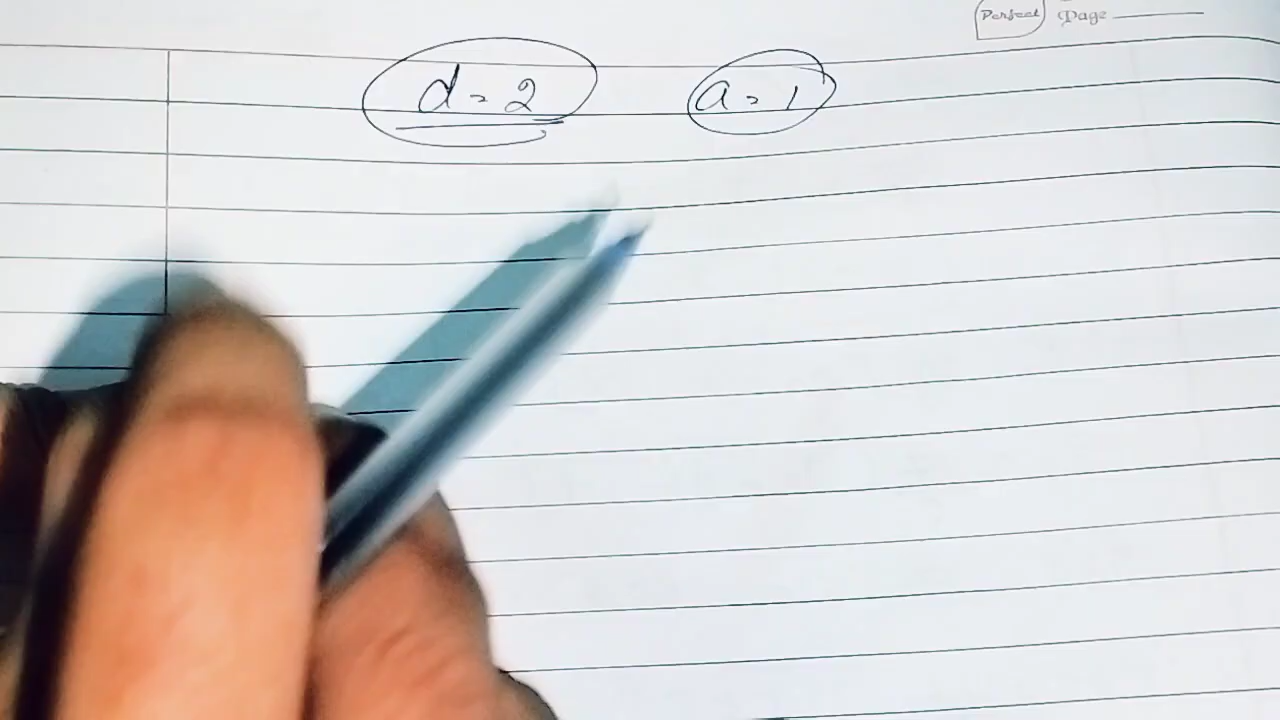 Perfect Page
d = 2 a = 1